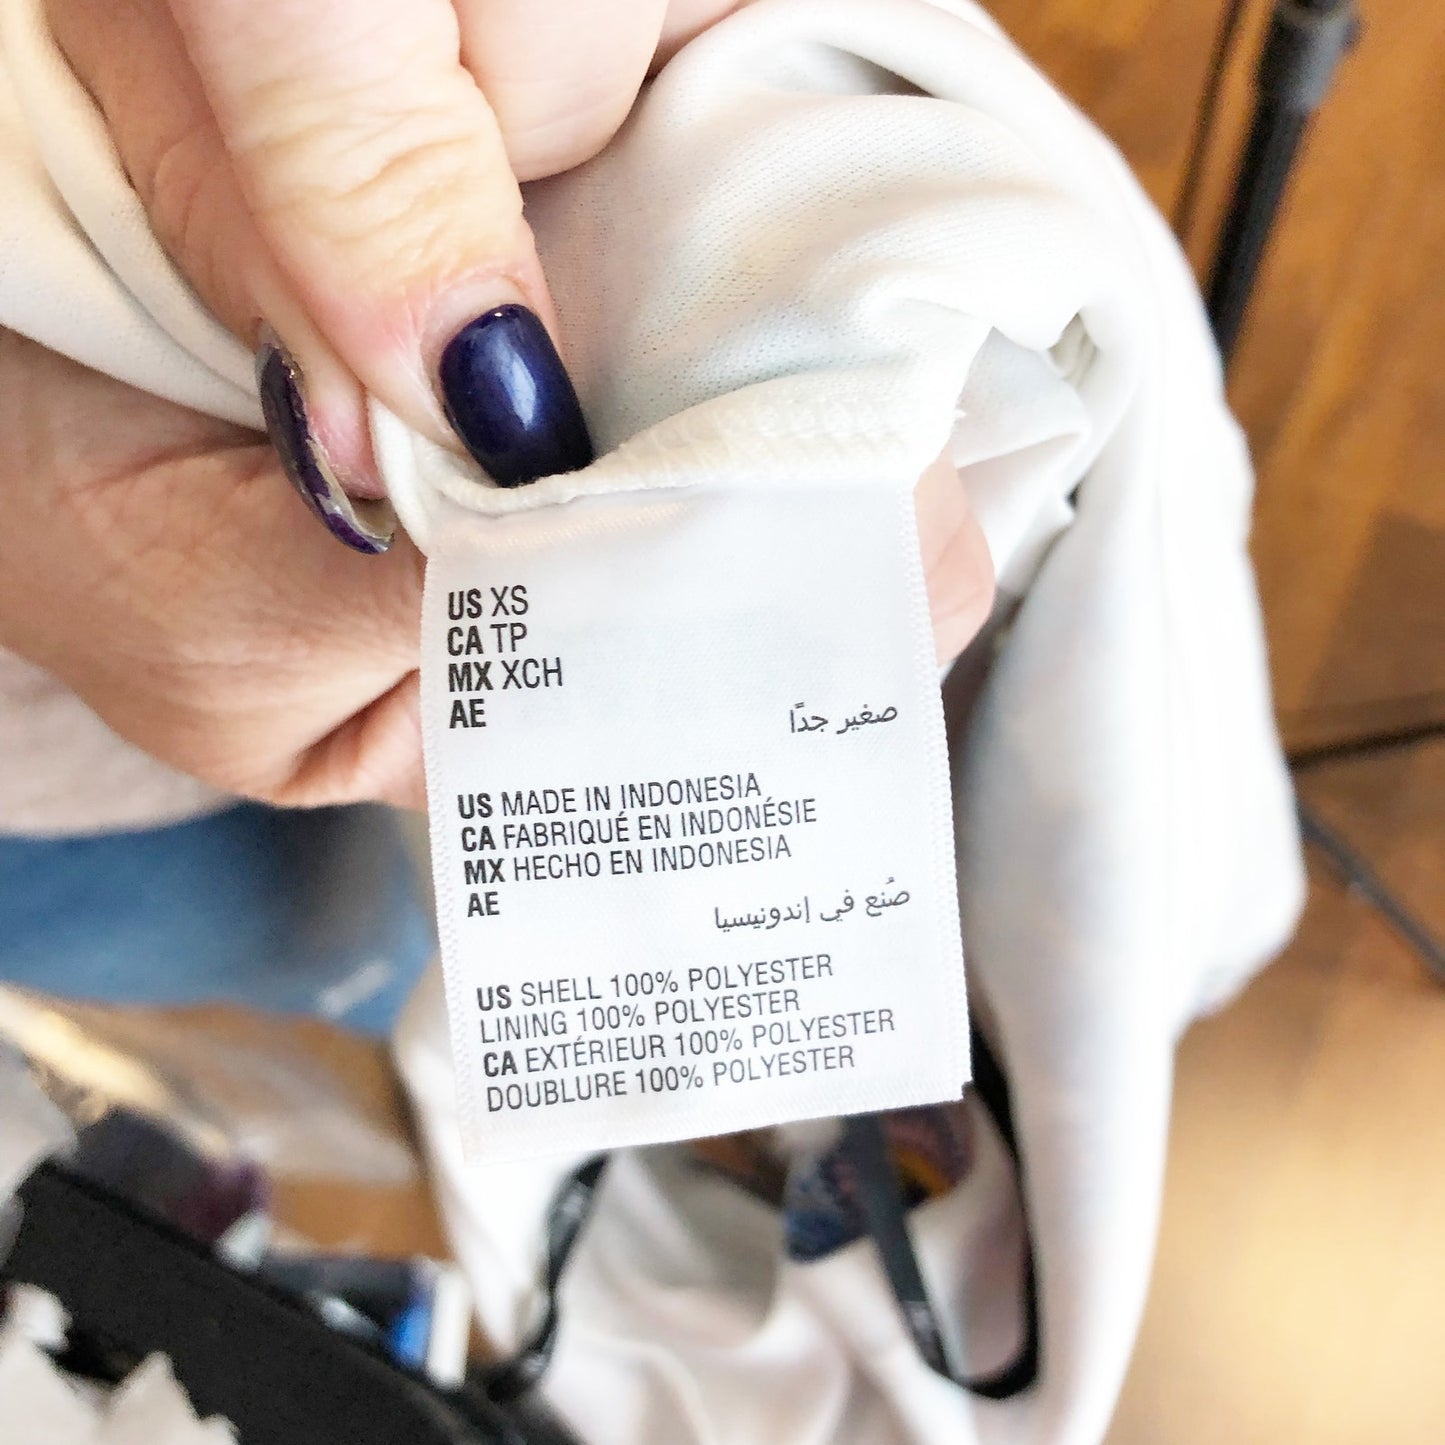 US XS
CA TP
MX XCH
AE
صغير جدًا
US MADE IN INDONESIA
CA FABRIQUÉ EN INDONÉSIE
MX HECHO EN INDONESIA
AE
صُنع في إندونيسيا
US SHELL 100% POLYESTER
LINING 100% POLYESTER
CA EXTÉRIEUR 100% POLYESTER
DOUBLURE 100% POLYESTER